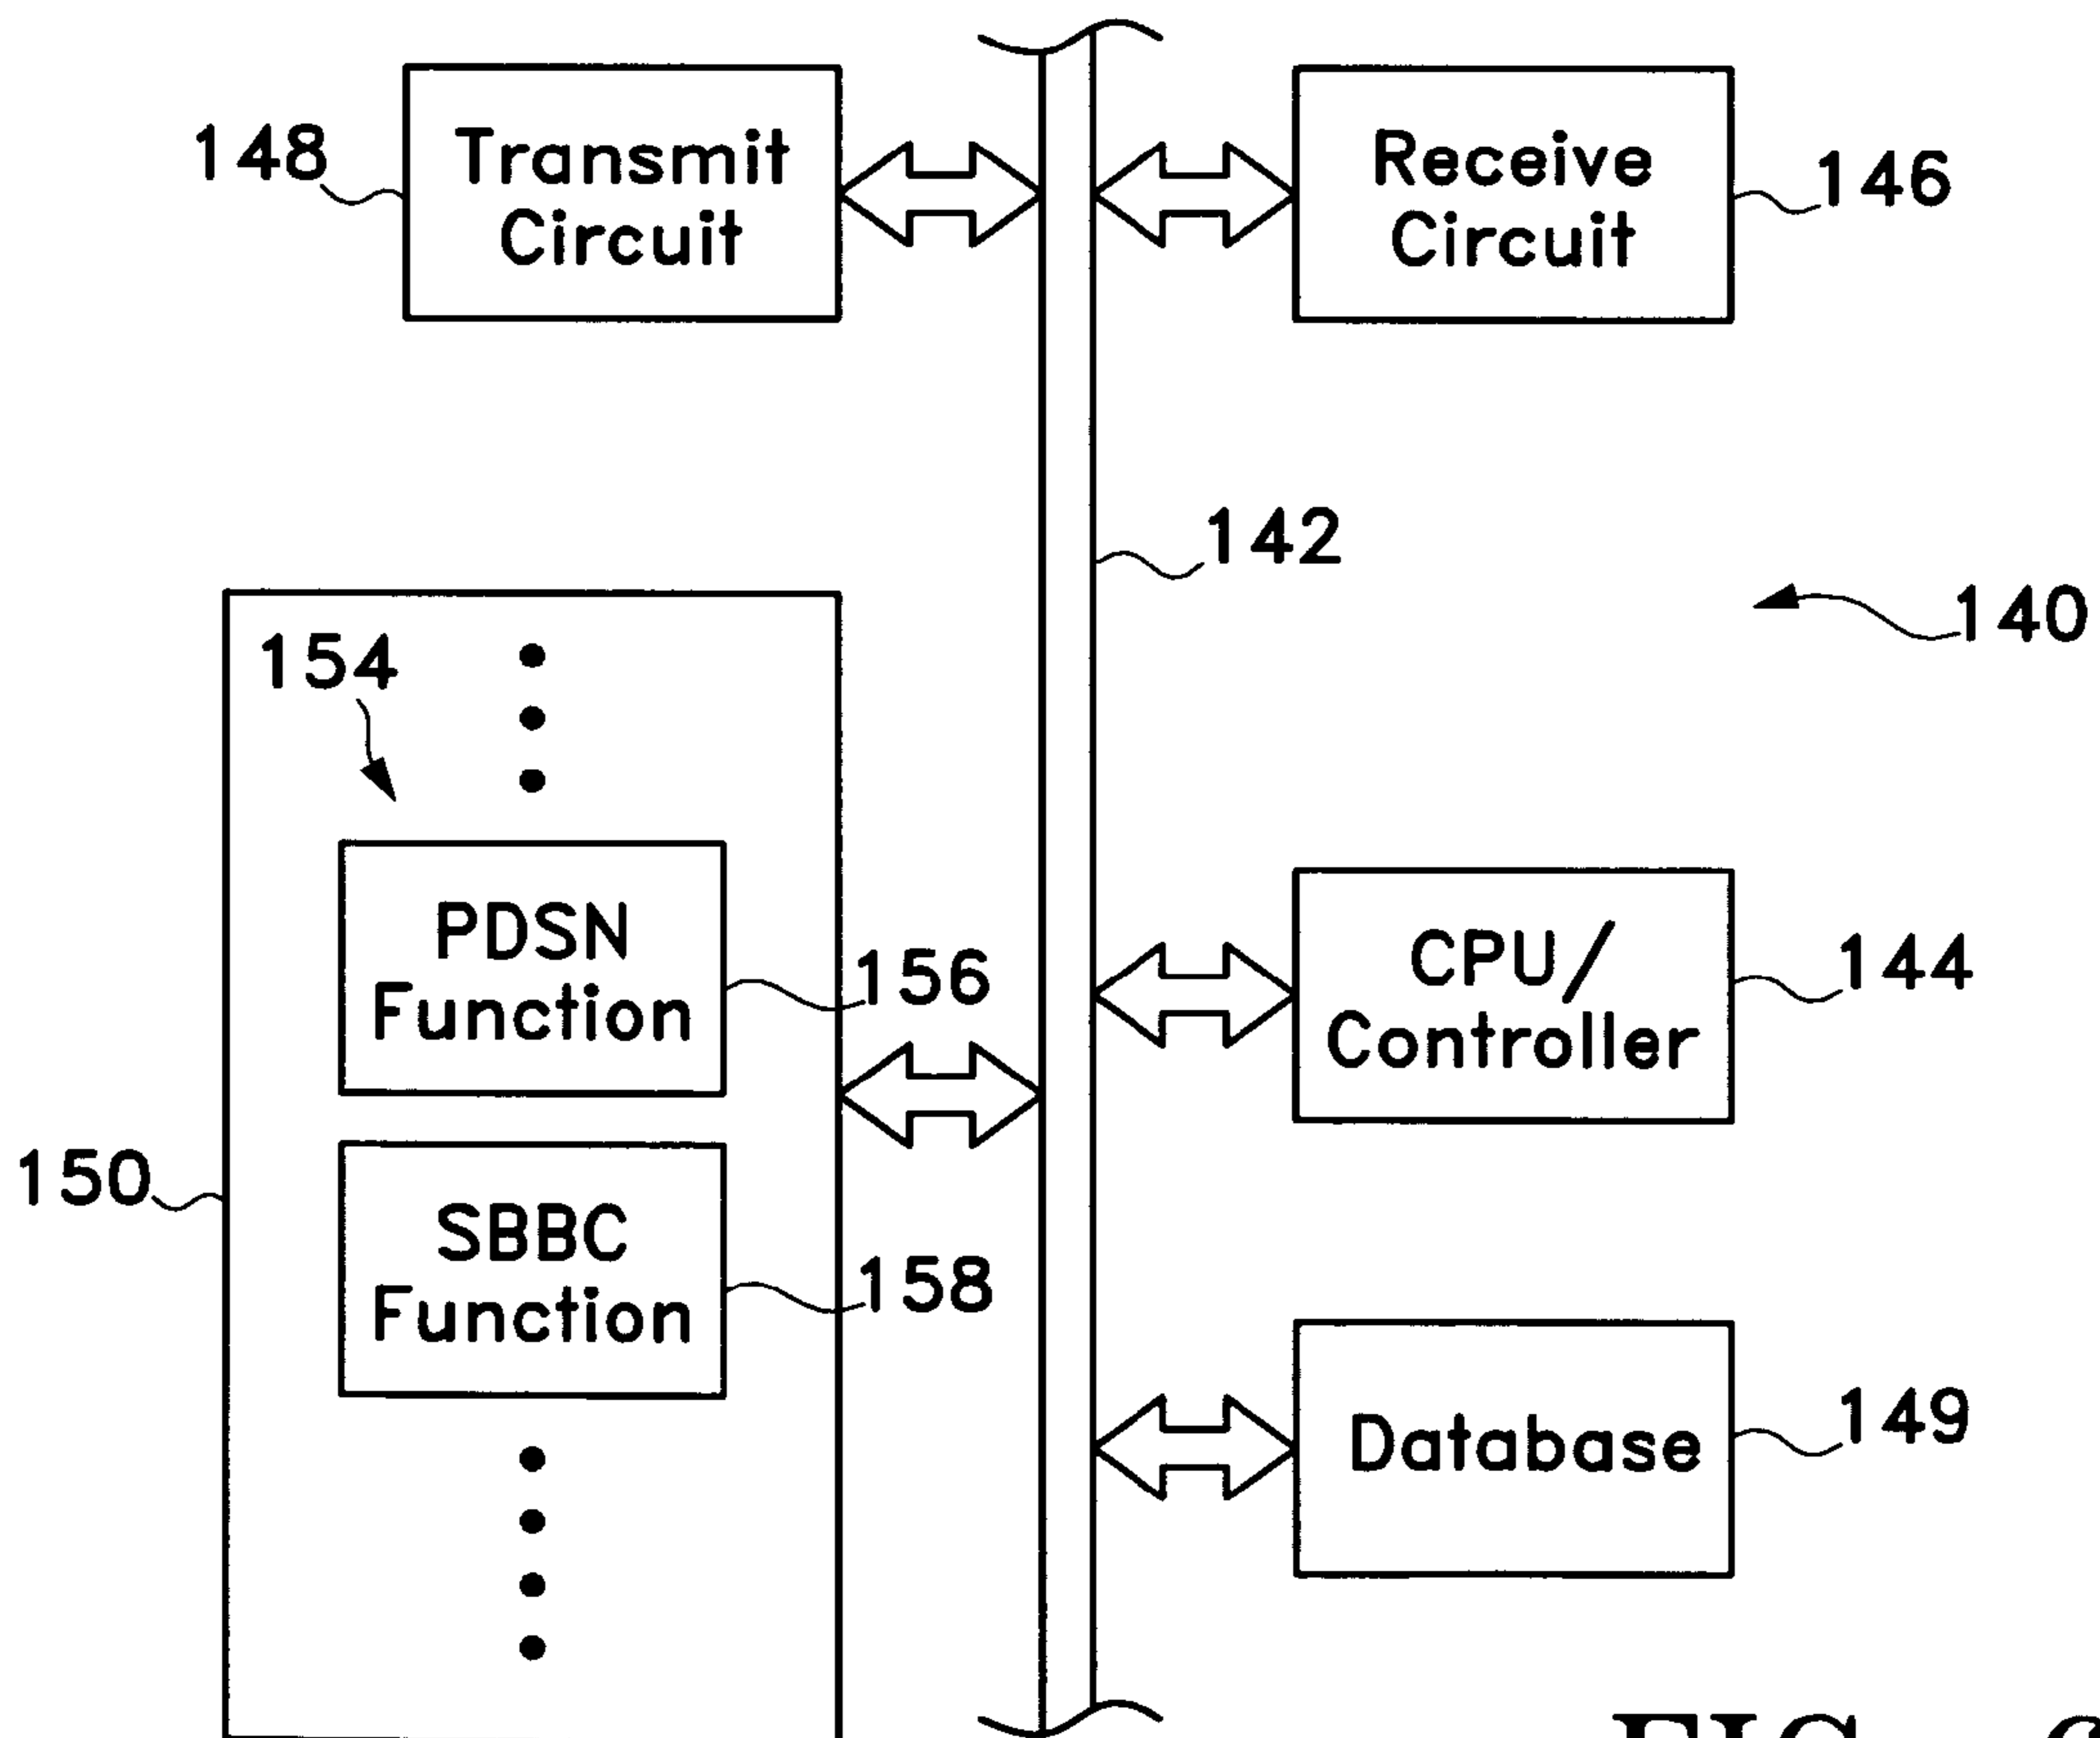 148
Transmit
Circuit
Receive
Circuit
146
142
140
154
PDSN
Function
156
CPU/
Controller
144
150
SBBC
Function
158
Database
149